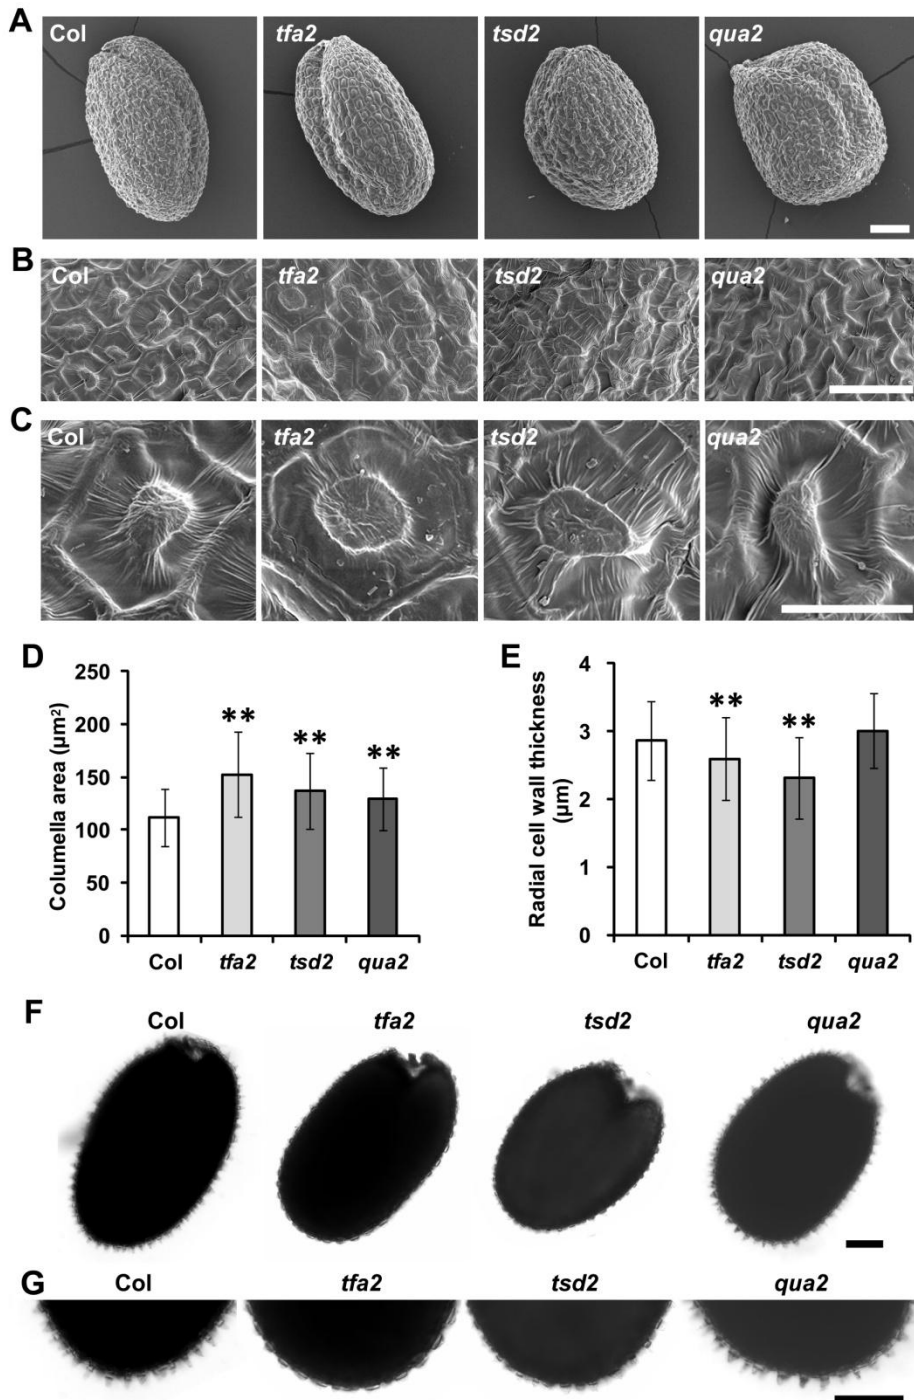 A
Col
tfa2
tsd2
qua2
B
Col
tfa2
tsd2
qua2
C
Col
tfa2
tsd2
qua2
D
Columella area (µm²)
250
200
150
100
50
0
**
**
**
Col
tfa2
tsd2
qua2
E
Radial cell wall thickness
(µm)
4
3
2
1
0
**
**
Col
tfa2
tsd2
qua2
F
Col
tfa2
tsd2
qua2
G
Col
tfa2
tsd2
qua2